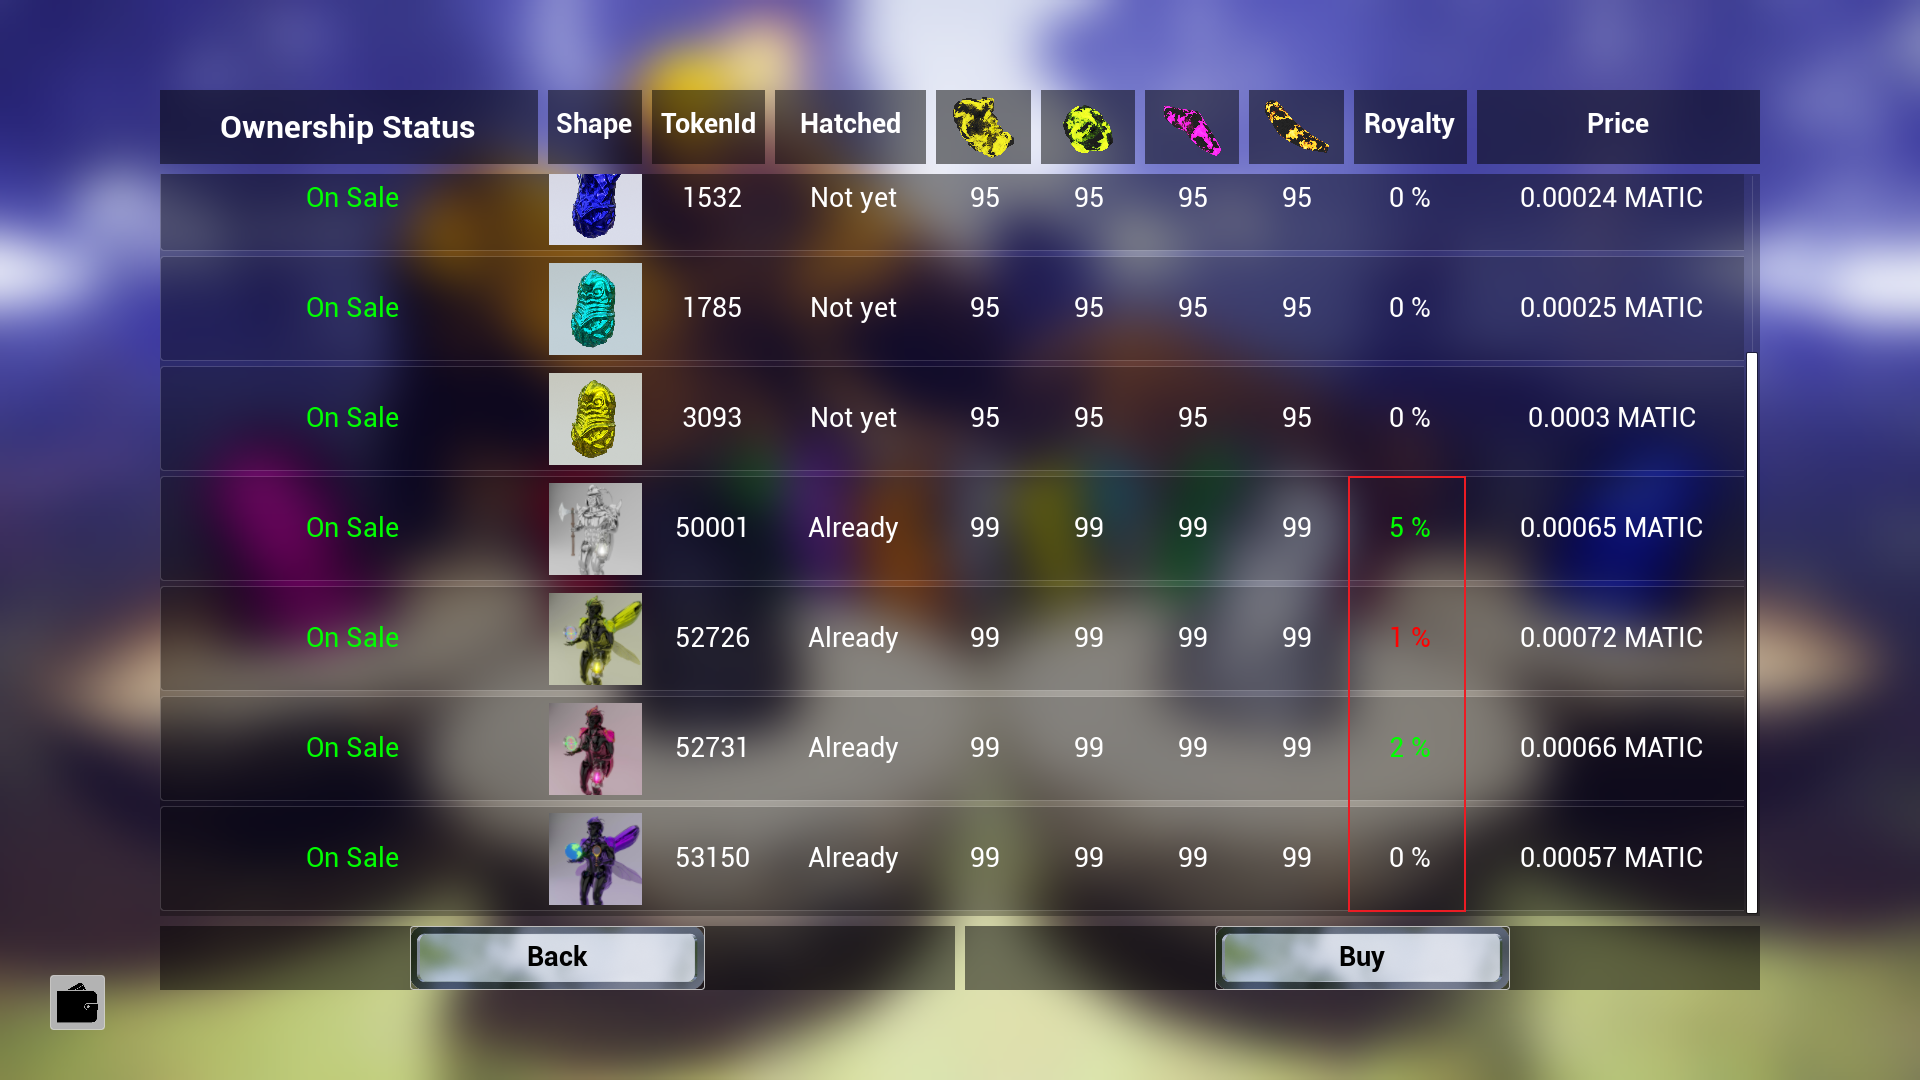 Ownership Status Shape TokenId Hatched Royalty Price
On Sale 1532 Not yet 95 95 95 95 0 % 0.00024 MATIC
On Sale 1785 Not yet 95 95 95 95 0 % 0.00025 MATIC
On Sale 3093 Not yet 95 95 95 95 0 % 0.0003 MATIC
On Sale 50001 Already 99 99 99 99 5 % 0.00065 MATIC
On Sale 52726 Already 99 99 99 99 1 % 0.00072 MATIC
On Sale 52731 Already 99 99 99 99 2 % 0.00066 MATIC
On Sale 53150 Already 99 99 99 99 0 % 0.00057 MATIC
Back Buy